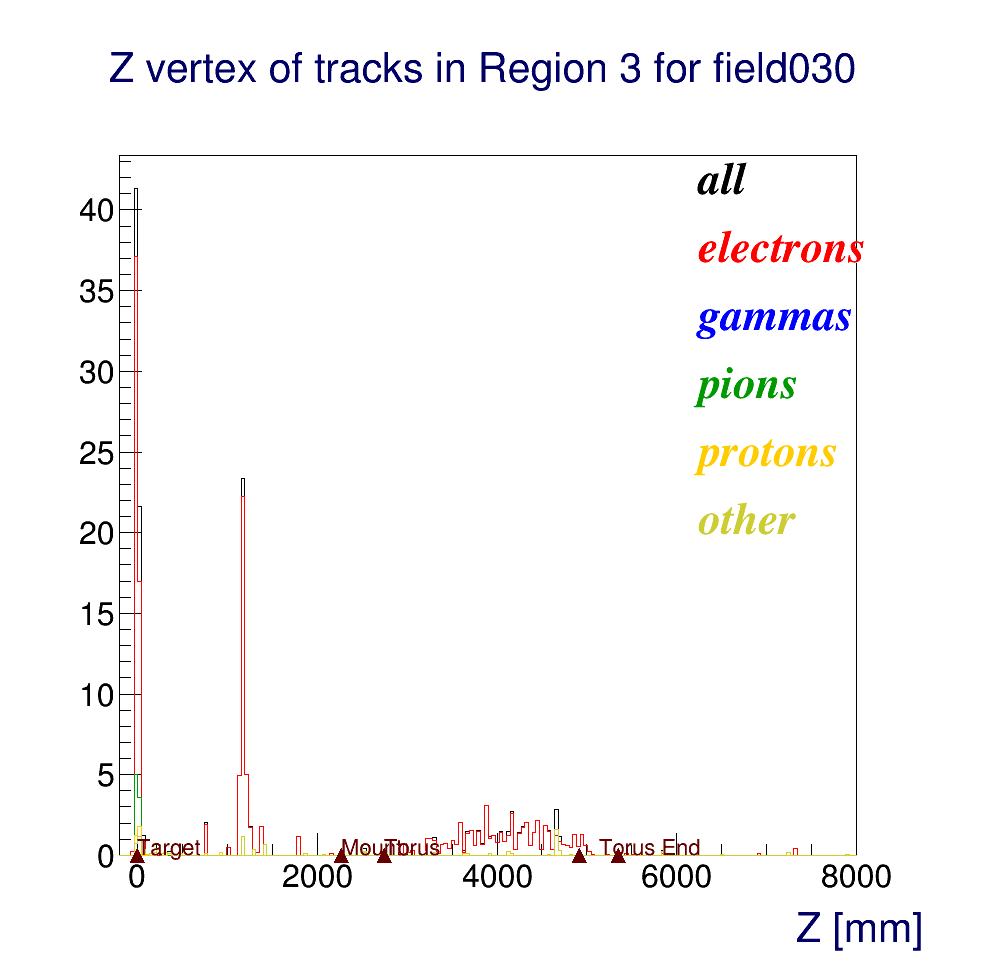 Z vertex of tracks in Region 3 for field030
all
electrons
gammas
pions
protons
other
40
35
30
25
20
15
10
5
0
Target
Torus
Torus End
0 2000 4000 6000 8000
Z [mm]